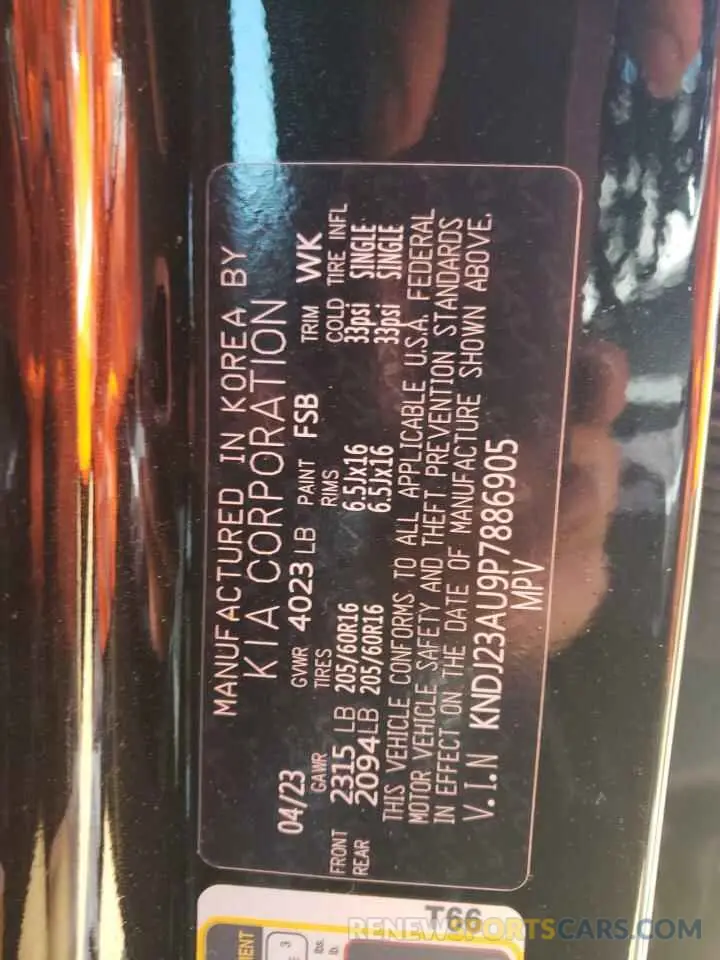 MANUFACTURED IN KOREA BY
KIA CORPORATION
04/23 GVWR 4023 LB PAINT FSB TRIM WK
GAWR TIRES RIMS COLD TIRE INFL
FRONT 2315 LB 205/60R16 6.5Jx16 33psi SINGLE
REAR 2094LB 205/60R16 6.5Jx16 33psi SINGLE
THIS VEHICLE CONFORMS TO ALL APPLICABLE U.S.A. FEDERAL
MOTOR VEHICLE SAFETY AND THEFT PREVENTION STANDARDS
IN EFFECT ON THE DATE OF MANUFACTURE SHOWN ABOVE.
V.I.N KNDJ23AU9P7886905
MPV
T66
3
lbs.
lb.
RENEWSPORTSCARS.COM